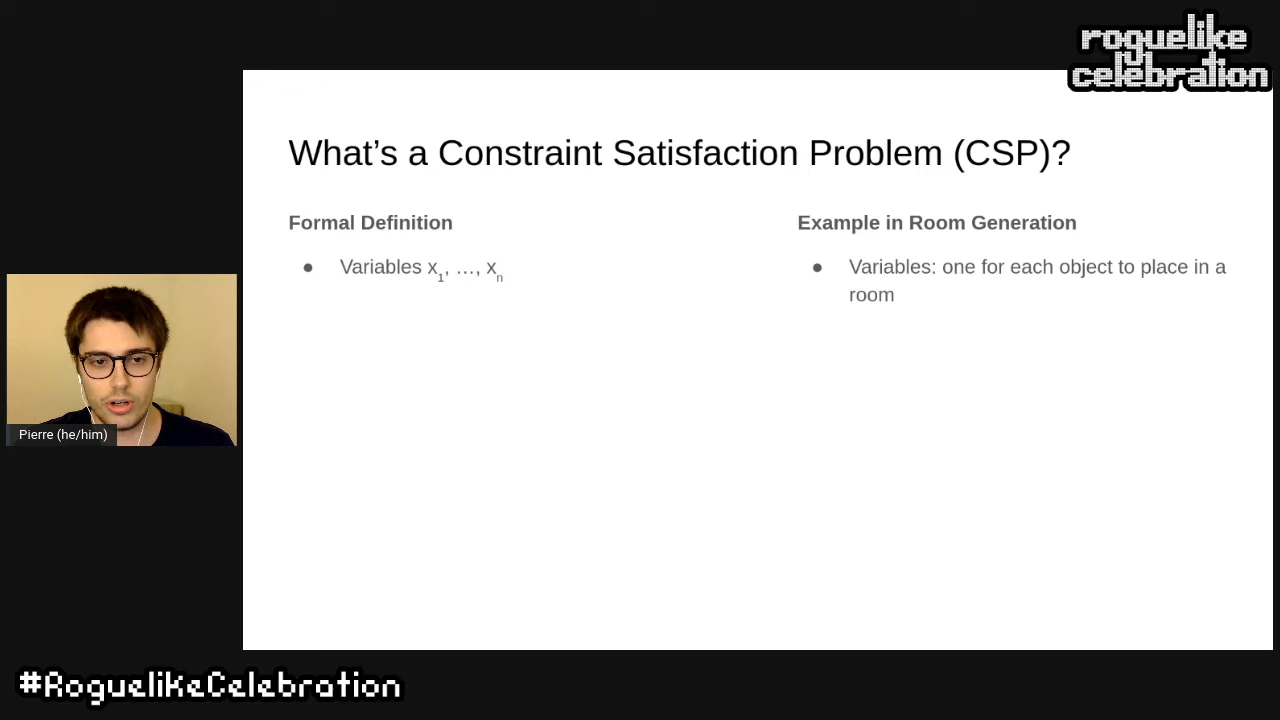 roguelike
celebration
What's a Constraint Satisfaction Problem (CSP)?
Formal Definition
● Variables x1, …, xn
Example in Room Generation
● Variables: one for each object to place in a
room
Pierre (he/him)
#RoguelikeCelebration